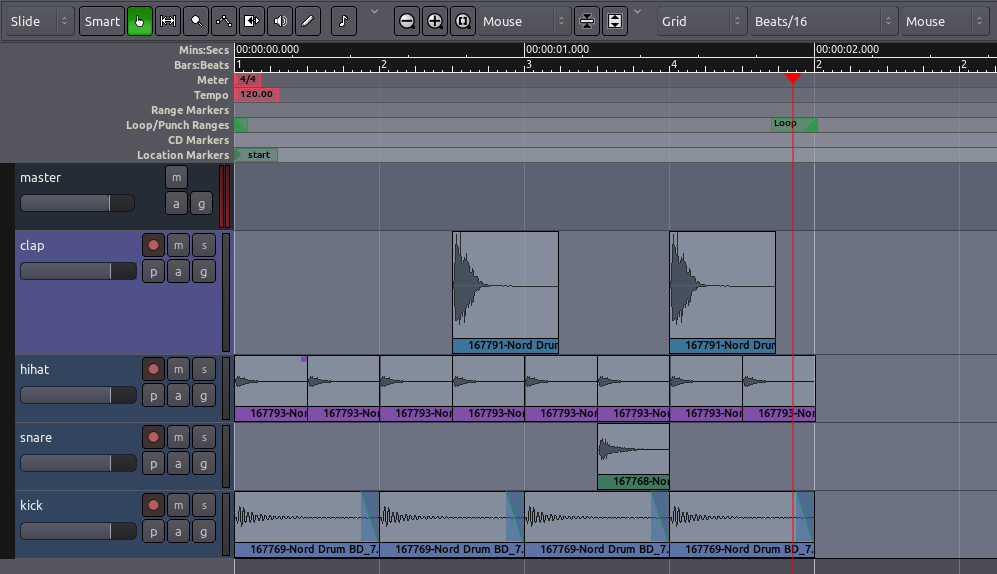 Slide Smart Mouse Grid Beats/16 Mouse
Mins:Secs 00:00:00.000 00:00:01.000 00:00:02.000
Bars:Beats 1 2 3 4 2 2
Meter 4/4
Tempo 120.00
Range Markers
Loop/Punch Ranges Loop
CD Markers
Location Markers start
master m
a g
clap m s
p a g
167791-Nord Drur 167791-Nord Drur
hihat m s
p a g
167793-Nor 167793-Nor 167793-Nor 167793-Nor 167793-Nor 167793-Nor 167793-Nor 167793-Nor
snare m s
p a g
167768-Nor
kick m s
p a g
167769-Nord Drum BD_7. 167769-Nord Drum BD_7. 167769-Nord Drum BD_7. 167769-Nord Drum BD_7.